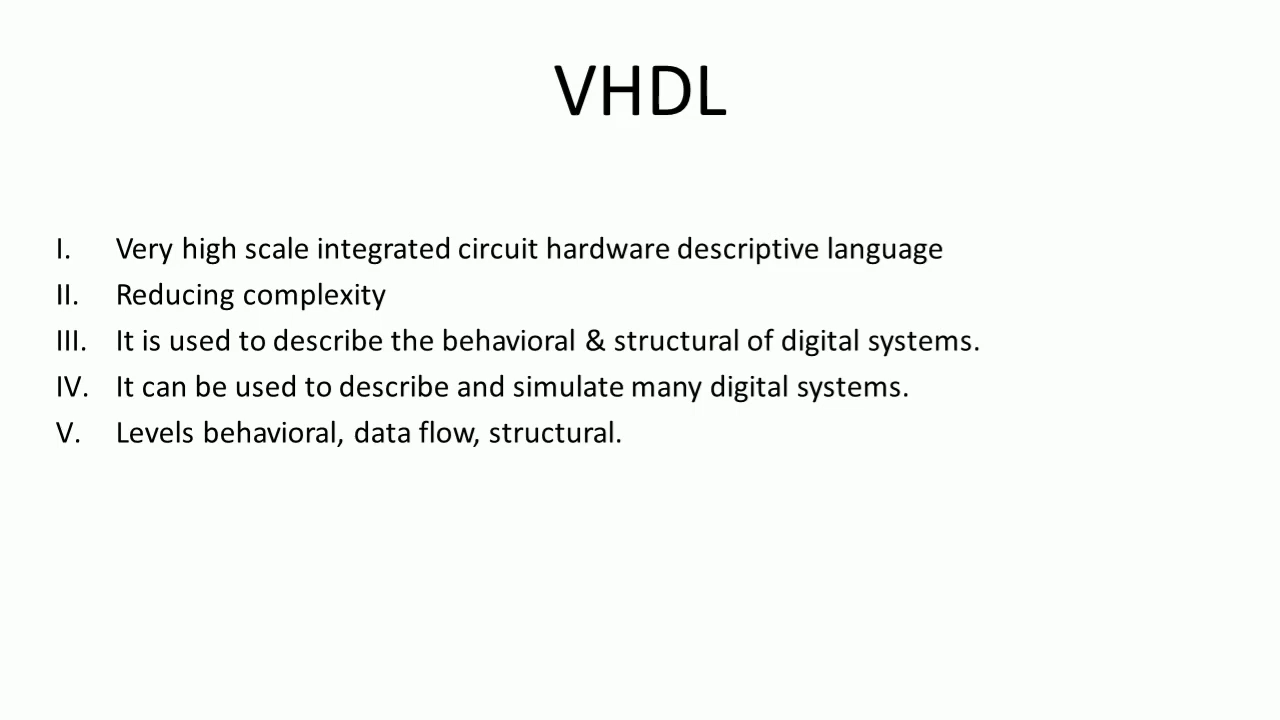 VHDL
I. Very high scale integrated circuit hardware descriptive language
II. Reducing complexity
III. It is used to describe the behavioral & structural of digital systems.
IV. It can be used to describe and simulate many digital systems.
V. Levels behavioral, data flow, structural.